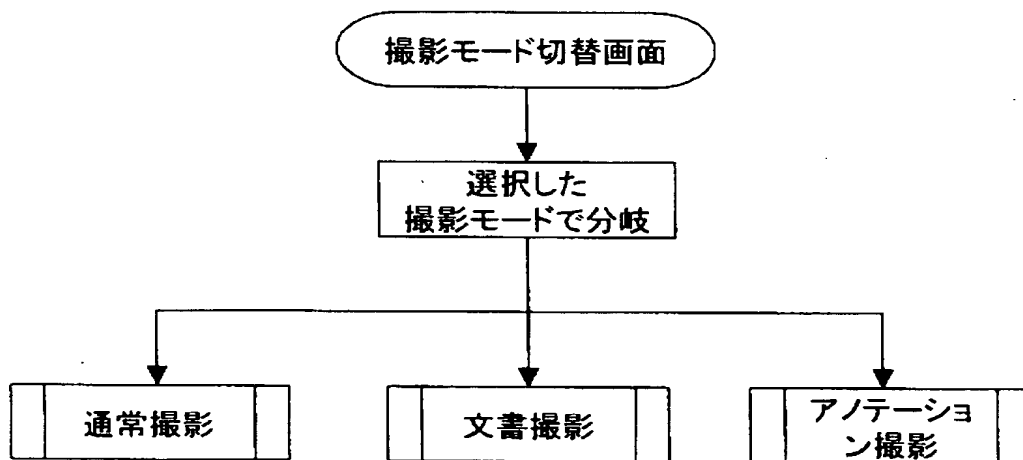 撮影モード切替画面
選択した
撮影モードで分岐
通常撮影
文書撮影
アノテーショ
ン撮影